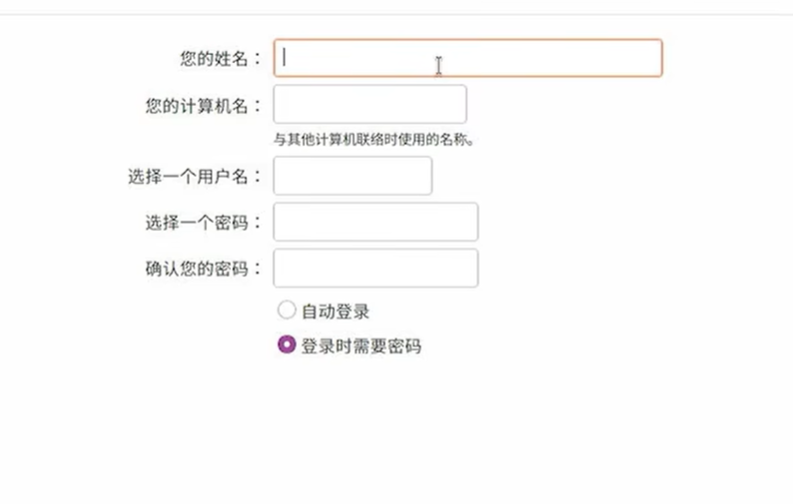 您的姓名：
您的计算机名：
与其他计算机联络时使用的名称。
选择一个用户名：
选择一个密码：
确认您的密码：
自动登录
登录时需要密码